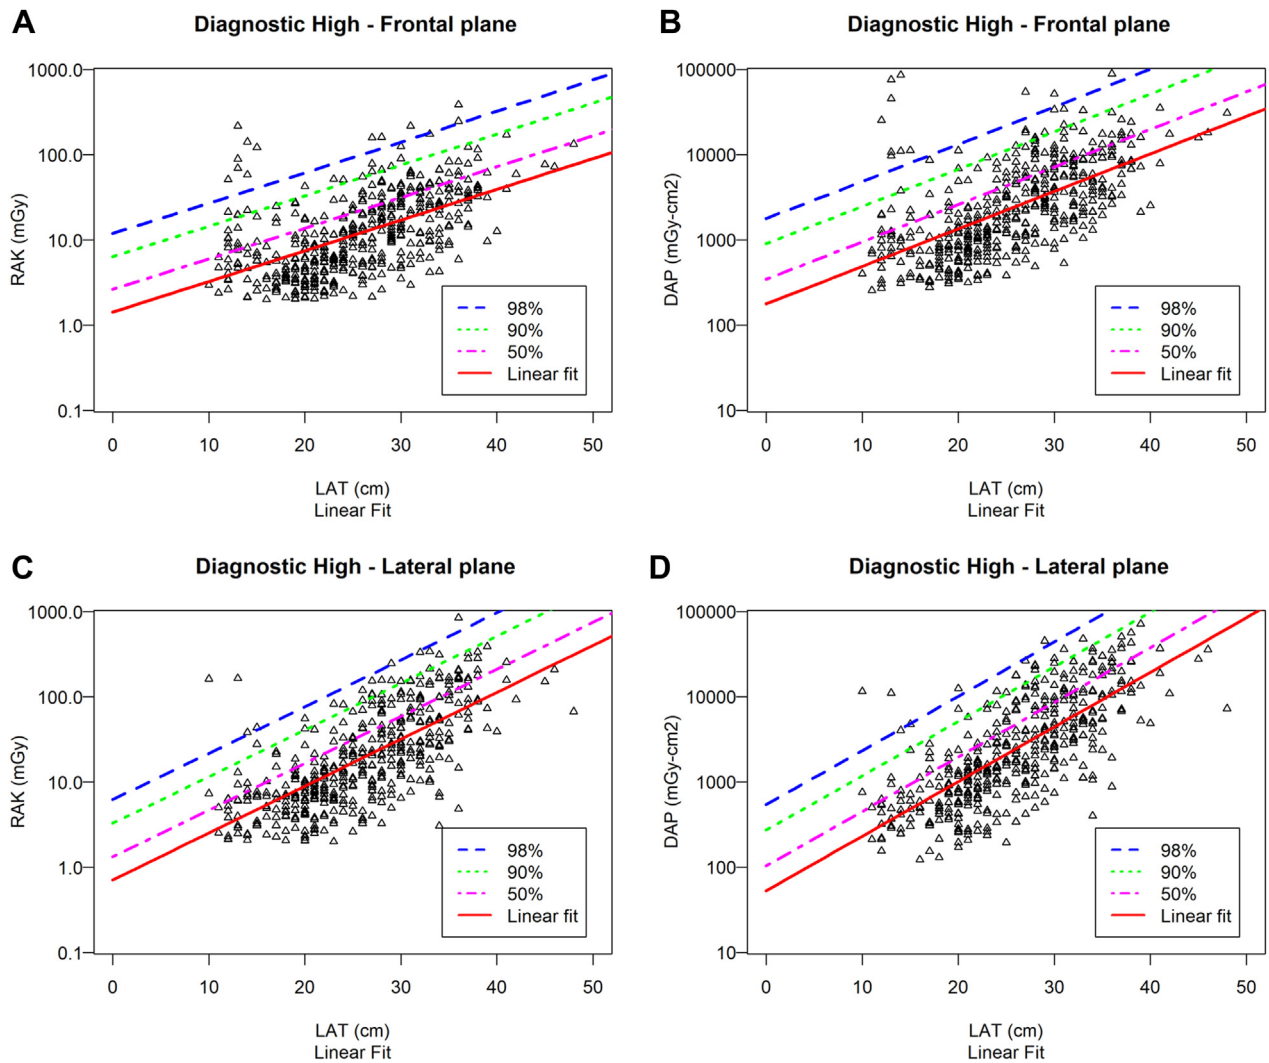 A
Diagnostic High - Frontal plane
RAK (mGy)
1000.0
100.0
10.0
1.0
0.1
98%
90%
50%
Linear fit
0 10 20 30 40 50
LAT (cm)
Linear Fit
B
Diagnostic High - Frontal plane
DAP (mGy-cm2)
100000
10000
1000
100
10
98%
90%
50%
Linear fit
0 10 20 30 40 50
LAT (cm)
Linear Fit
C
Diagnostic High - Lateral plane
RAK (mGy)
1000.0
100.0
10.0
1.0
0.1
98%
90%
50%
Linear fit
0 10 20 30 40 50
LAT (cm)
Linear Fit
D
Diagnostic High - Lateral plane
DAP (mGy-cm2)
100000
10000
1000
100
10
98%
90%
50%
Linear fit
0 10 20 30 40 50
LAT (cm)
Linear Fit